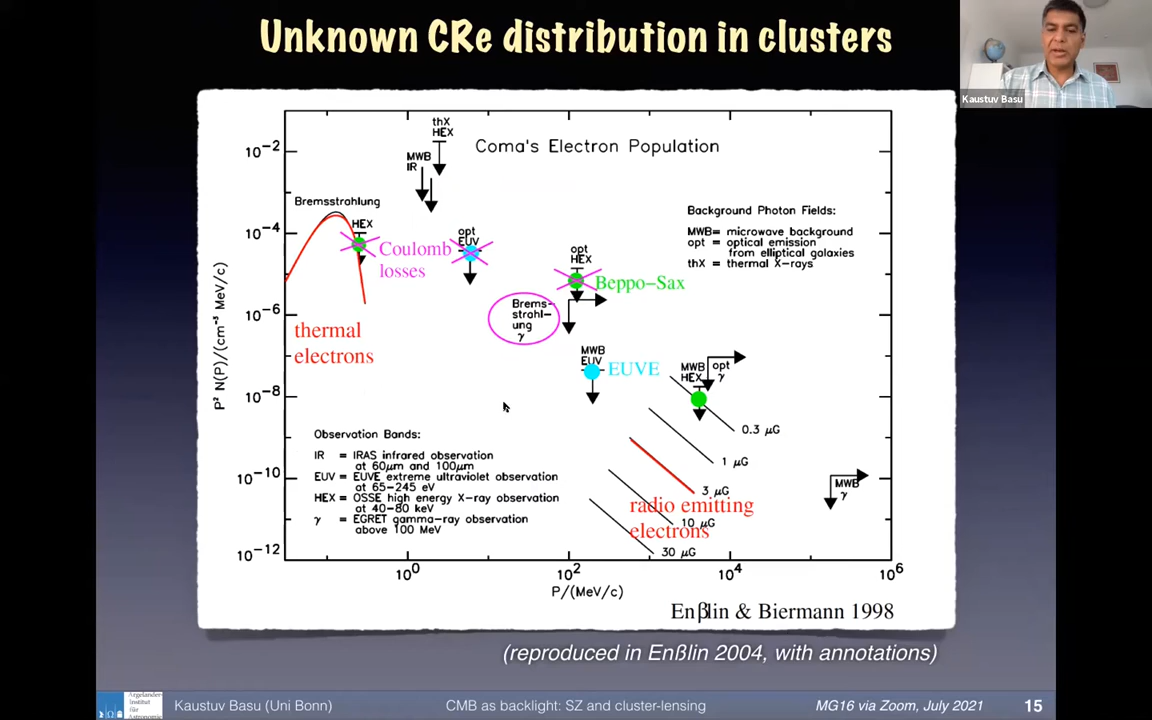 Unknown CRe distribution in clusters
Kaustuv Basu
Coma's Electron Population
thX
HEX
MWB
IR
Bremsstrahlung
HEX
Coulomb
losses
opt
EUV
opt
HEX
Beppo-Sax
Background Photon Fields:
MWB= microwave background
opt = optical emission
from elliptical galaxies
thX = thermal X-rays
Brems-
strahl-
ung
γ
thermal
electrons
MWB
EUV
EUVE
MWB
HEX
opt
γ
0.3 μG
1 μG
3 μG
10 μG
30 μG
radio emitting
electrons
MWB
γ
Observation Bands:
IR = IRAS infrared observation
at 60μm and 100μm
EUV = EUVE extreme ultraviolet observation
at 65-245 eV
HEX = OSSE high energy X-ray observation
at 40-80 keV
γ = EGRET gamma-ray observation
above 100 MeV
P² N(P)/(cm⁻³ MeV/c)
10⁻²
10⁻⁴
10⁻⁶
10⁻⁸
10⁻¹⁰
10⁻¹²
10⁰
10²
10⁴
10⁶
P/(MeV/c)
Enβlin & Biermann 1998
(reproduced in Enßlin 2004, with annotations)
Argelander-
Institut
für
Astronomie
Kaustuv Basu (Uni Bonn)
CMB as backlight: SZ and cluster-lensing
MG16 via Zoom, July 2021
15